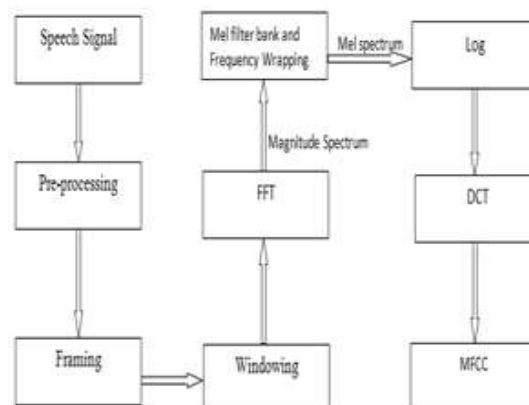 Speech Signal
Pre-processing
Framing
Windowing
FFT
Magnitude Spectrum
Mel filter bank and
Frequency Wrapping
Mel spectrum
Log
DCT
MFCC